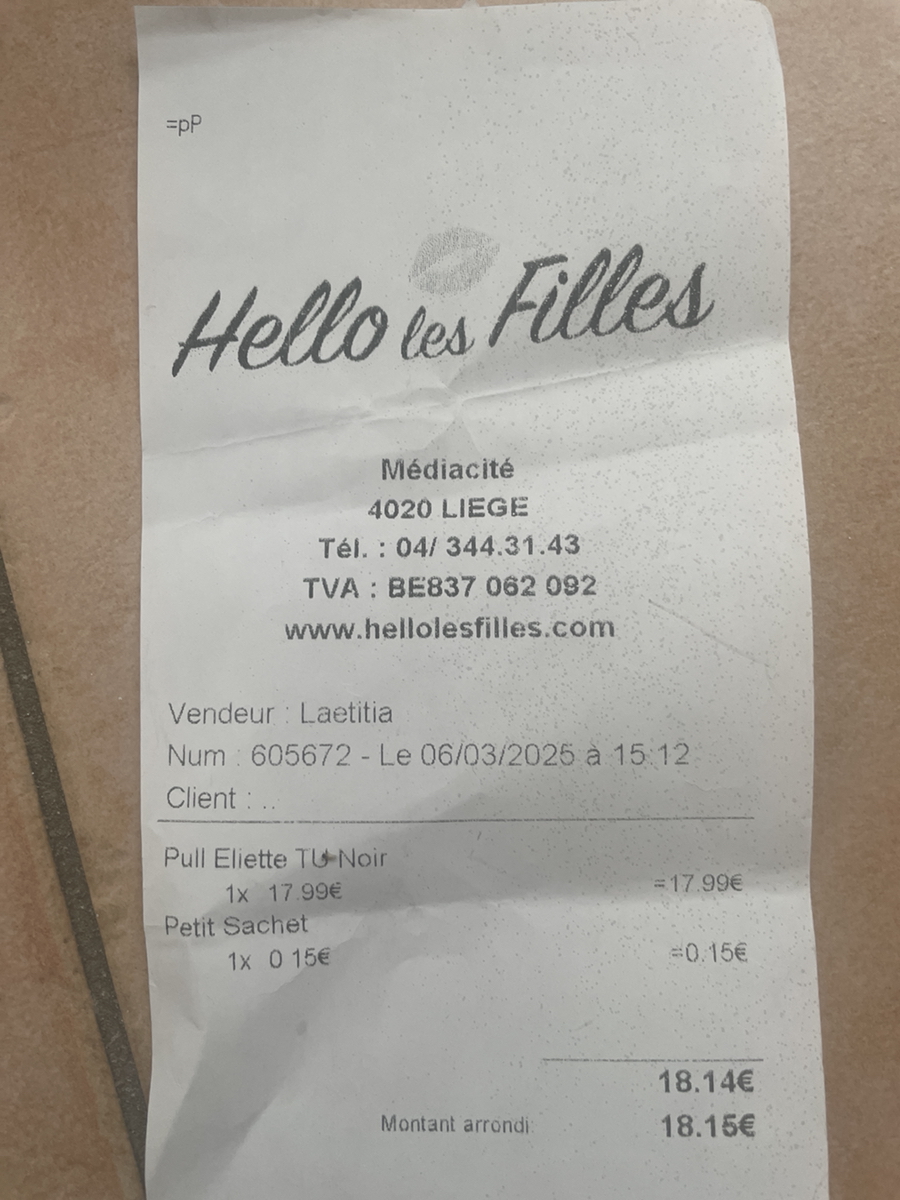 =pP
Hello les Filles
Médiacité
4020 LIEGE
Tél. : 04/ 344.31.43
TVA : BE837 062 092
www.hellolesfilles.com
Vendeur : Laetitia
Num : 605672 - Le 06/03/2025 à 15:12
Client : ..
Pull Eliette TU-Noir
1x 17.99€ =17.99€
Petit Sachet
1x 0.15€ =0.15€
18.14€
Montant arrondi 18.15€